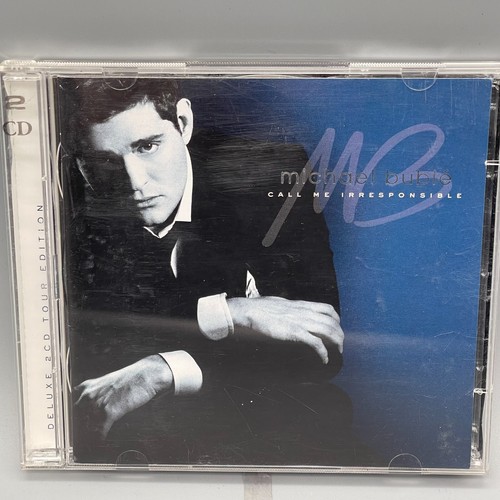 2
CD
DELUXE 2CD TOUR EDITION
MB
michael bublé
CALL ME IRRESPONSIBLE